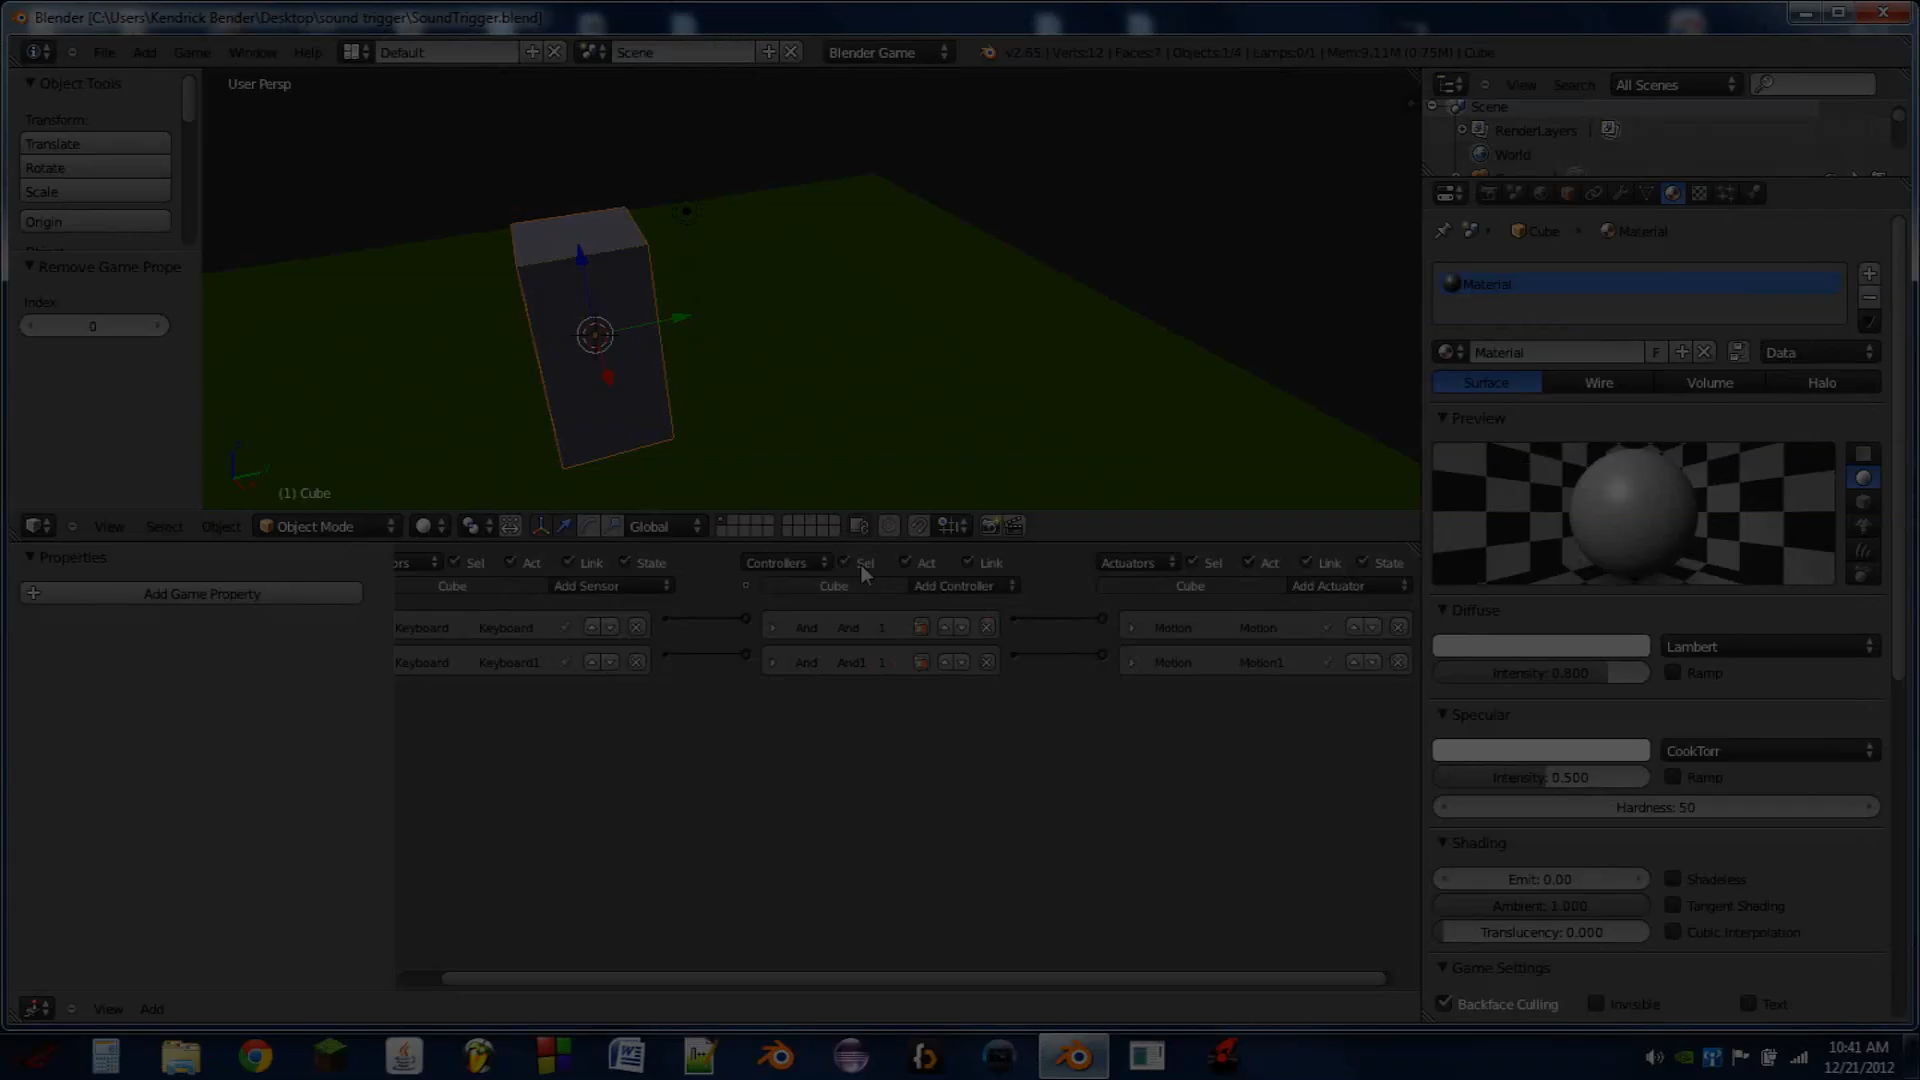 Blender [C:\Users\Kendrick Bender\Desktop\sound trigger\SoundTrigger.blend]
File Add Game Window Help Default Scene Blender Game v2.65 | Verts:12 | Faces:7 | Objects:1/4 | Lamps:0/1 | Mem:9.11M (0.75M) | Cube
Object Tools
Transform:
Translate
Rotate
Scale
Origin
Remove Game Prope
Index:
0
User Persp
(1) Cube
View Select Object Object Mode Global
View Search All Scenes
Scene
RenderLayers
World
Cube Material
Material
Material F Data
Surface Wire Volume Halo
Preview
Diffuse
Lambert
Intensity: 0.800 Ramp
Specular
CookTorr
Intensity: 0.500 Ramp
Hardness: 50
Shading
Emit: 0.00 Shadeless
Ambient: 1.000 Tangent Shading
Translucency: 0.000 Cubic Interpolation
Game Settings
Backface Culling Invisible Text
Properties
Add Game Property
ors Sel Act Link State Controllers Sel Act Link Actuators Sel Act Link State
Cube Add Sensor Cube Add Controller Cube Add Actuator
Keyboard Keyboard And And 1 Motion Motion
Keyboard Keyboard1 And And1 1 Motion Motion1
View Add
10:41 AM
12/21/2012